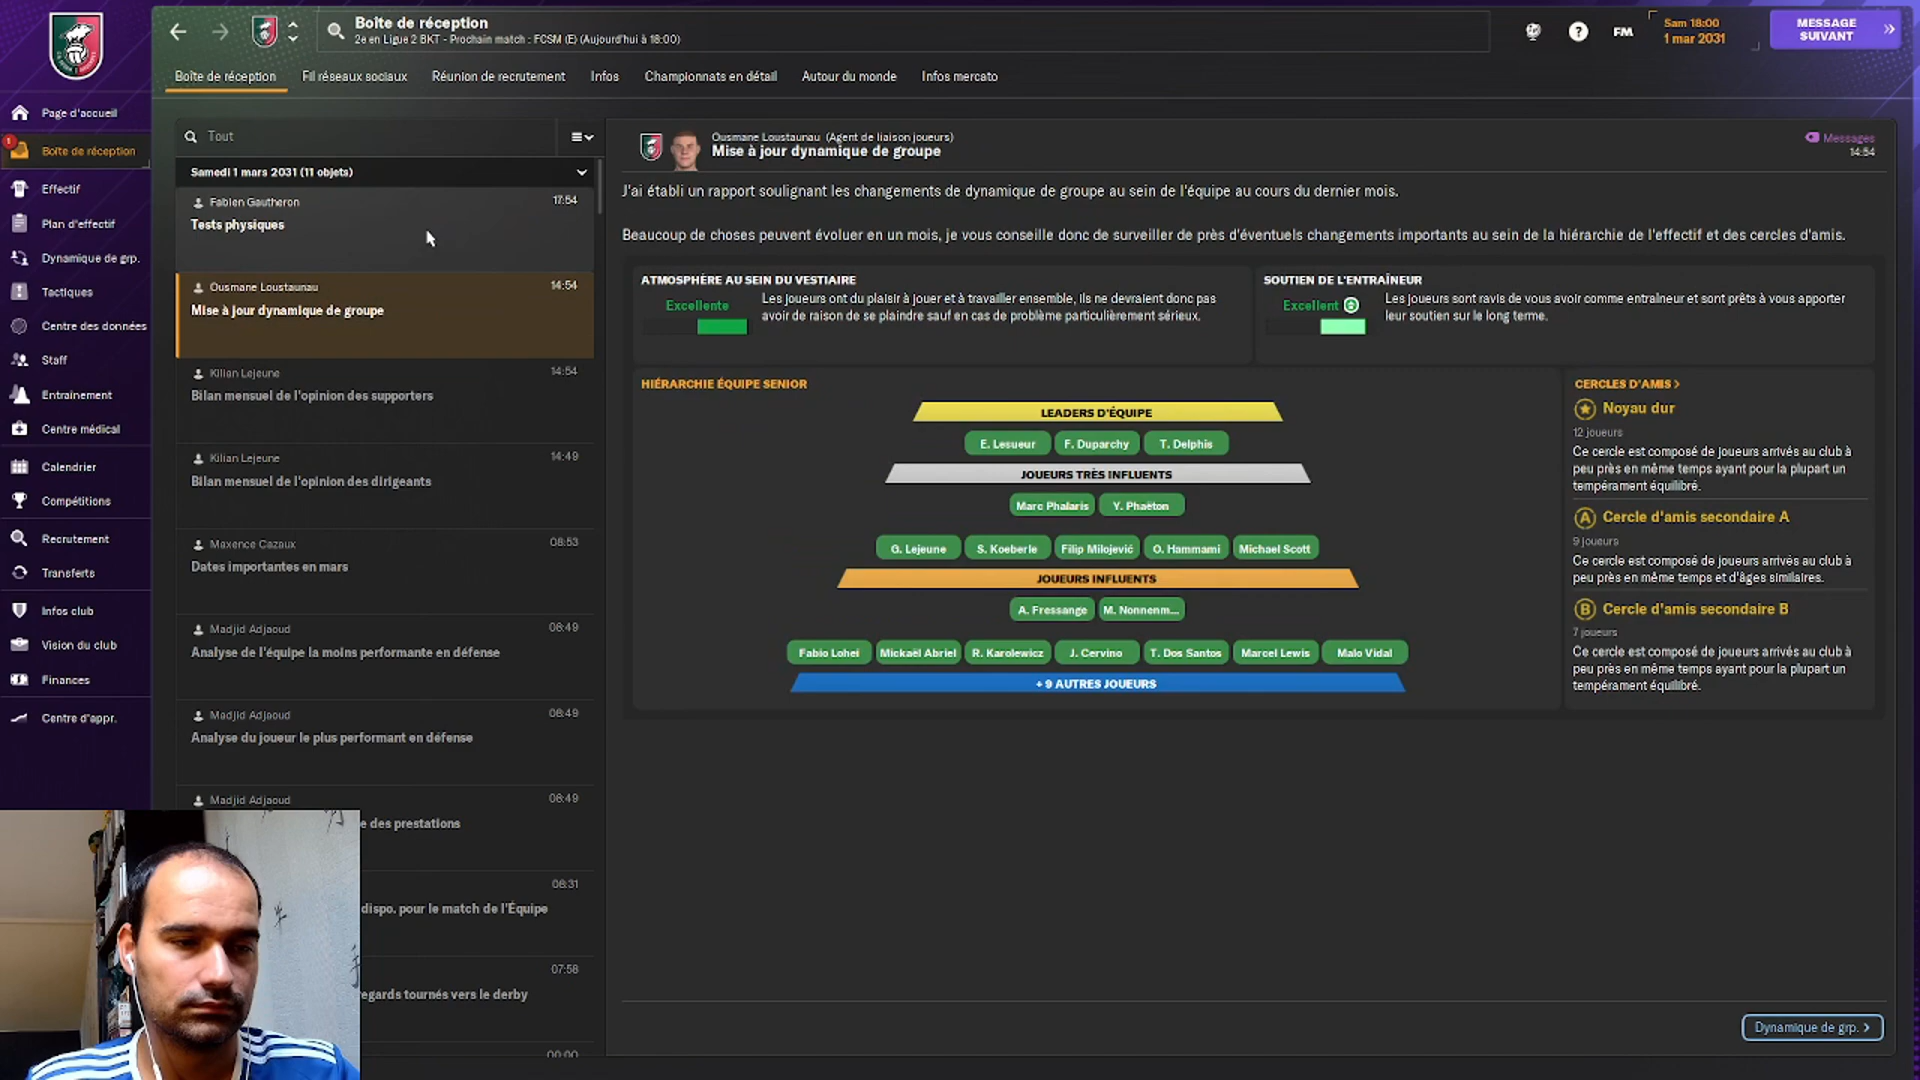 Boîte de réception
2e en Ligue 2 BKT - Prochain match : FCSM (E) (Aujourd'hui à 18:00)
FM
Sam 18:00
1 mar 2031
MESSAGE
SUIVANT
Boîte de réception
Fil réseaux sociaux
Réunion de recrutement
Infos
Championnats en détail
Autour du monde
Infos mercato
Page d'accueil
1
Boîte de réception
Effectif
Plan d'effectif
Dynamique de grp.
Tactiques
Centre des données
Staff
Entraînement
Centre médical
Calendrier
Compétitions
Recrutement
Transferts
Infos club
Vision du club
Finances
Centre d'appr.
Tout
Samedi 1 mars 2031 (11 objets)
Fabien Gautheron 17:54
Tests physiques
Ousmane Loustaunau 14:54
Mise à jour dynamique de groupe
Kilian Lejeune 14:54
Bilan mensuel de l'opinion des supporters
Kilian Lejeune 14:49
Bilan mensuel de l'opinion des dirigeants
Maxence Cazaux 08:53
Dates importantes en mars
Madjid Adjaoud 08:49
Analyse de l'équipe la moins performante en défense
Madjid Adjaoud 08:49
Analyse du joueur le plus performant en défense
Madjid Adjaoud 08:49
e des prestations
08:31
dispo. pour le match de l'Équipe
07:58
egards tournés vers le derby
00:00
Ousmane Loustaunau (Agent de liaison joueurs)
Mise à jour dynamique de groupe
Messages
14:54
J'ai établi un rapport soulignant les changements de dynamique de groupe au sein de l'équipe au cours du dernier mois.
Beaucoup de choses peuvent évoluer en un mois, je vous conseille donc de surveiller de près d'éventuels changements importants au sein de la hiérarchie de l'effectif et des cercles d'amis.
ATMOSPHÈRE AU SEIN DU VESTIAIRE
Excellente
Les joueurs ont du plaisir à jouer et à travailler ensemble, ils ne devraient donc pas
avoir de raison de se plaindre sauf en cas de problème particulièrement sérieux.
SOUTIEN DE L'ENTRAÎNEUR
Excellent
Les joueurs sont ravis de vous avoir comme entraîneur et sont prêts à vous apporter
leur soutien sur le long terme.
HIÉRARCHIE ÉQUIPE SENIOR
LEADERS D'ÉQUIPE
E. Lesueur F. Duparchy T. Delphis
JOUEURS TRÈS INFLUENTS
Marc Phalaris Y. Phaëton
G. Lejeune S. Koeberle Filip Milojević O. Hammami Michael Scott
JOUEURS INFLUENTS
A. Fressange M. Nonnenm...
Fabio Lohei Mickaël Abriel R. Karolewicz J. Cervino T. Dos Santos Marcel Lewis Malo Vidal
+ 9 AUTRES JOUEURS
CERCLES D'AMIS >
Noyau dur
12 joueurs
Ce cercle est composé de joueurs arrivés au club à
peu près en même temps ayant pour la plupart un
tempérament équilibré.
A Cercle d'amis secondaire A
9 joueurs
Ce cercle est composé de joueurs arrivés au club à
peu près en même temps et d'âges similaires.
B Cercle d'amis secondaire B
7 joueurs
Ce cercle est composé de joueurs arrivés au club à
peu près en même temps ayant pour la plupart un
tempérament équilibré.
Dynamique de grp. >